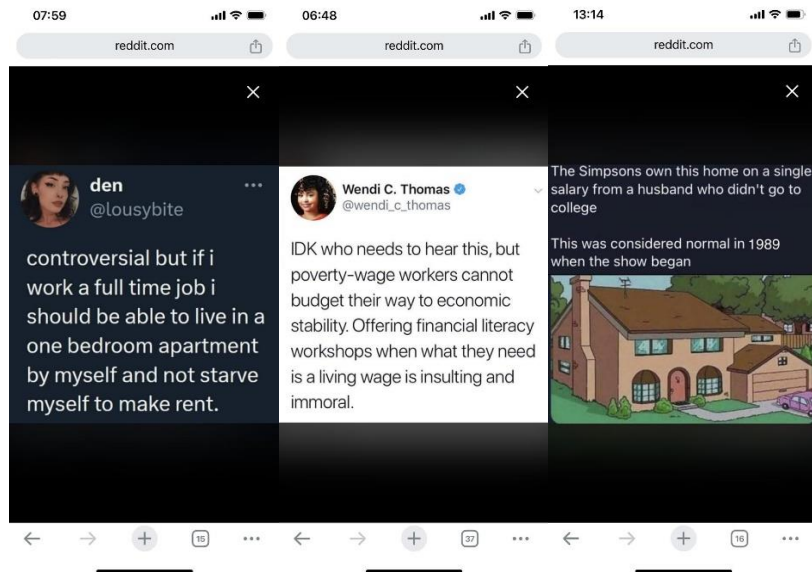 07:59
reddit.com
den
@lousybite
controversial but if i
work a full time job i
should be able to live in a
one bedroom apartment
by myself and not starve
myself to make rent.
15
06:48
reddit.com
Wendi C. Thomas
@wendi_c_thomas
IDK who needs to hear this, but
poverty-wage workers cannot
budget their way to economic
stability. Offering financial literacy
workshops when what they need
is a living wage is insulting and
immoral.
37
13:14
reddit.com
The Simpsons own this home on a single
salary from a husband who didn't go to
college
This was considered normal in 1989
when the show began
16